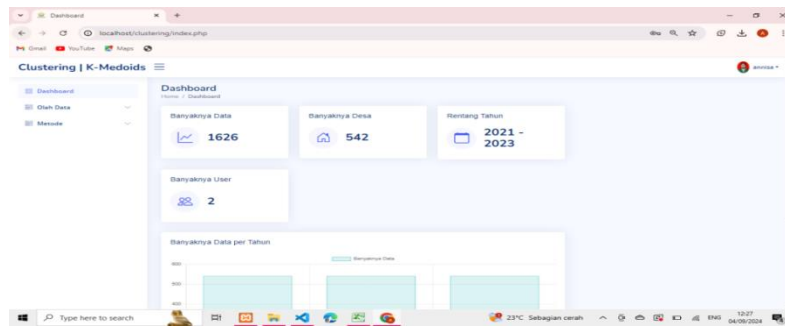 Dashboard
localhost/clustering/index.php
Gmail YouTube Maps
Clustering | K-Medoids
annisa
Dashboard
Olah Data
Metode
Dashboard
Home / Dashboard
Banyaknya Data
1626
Banyaknya Desa
542
Rentang Tahun
2021 -
2023
Banyaknya User
2
Banyaknya Data per Tahun
Banyaknya Data
600
500
400
Type here to search
23°C Sebagian cerah
ENG
12:27
04/09/2024